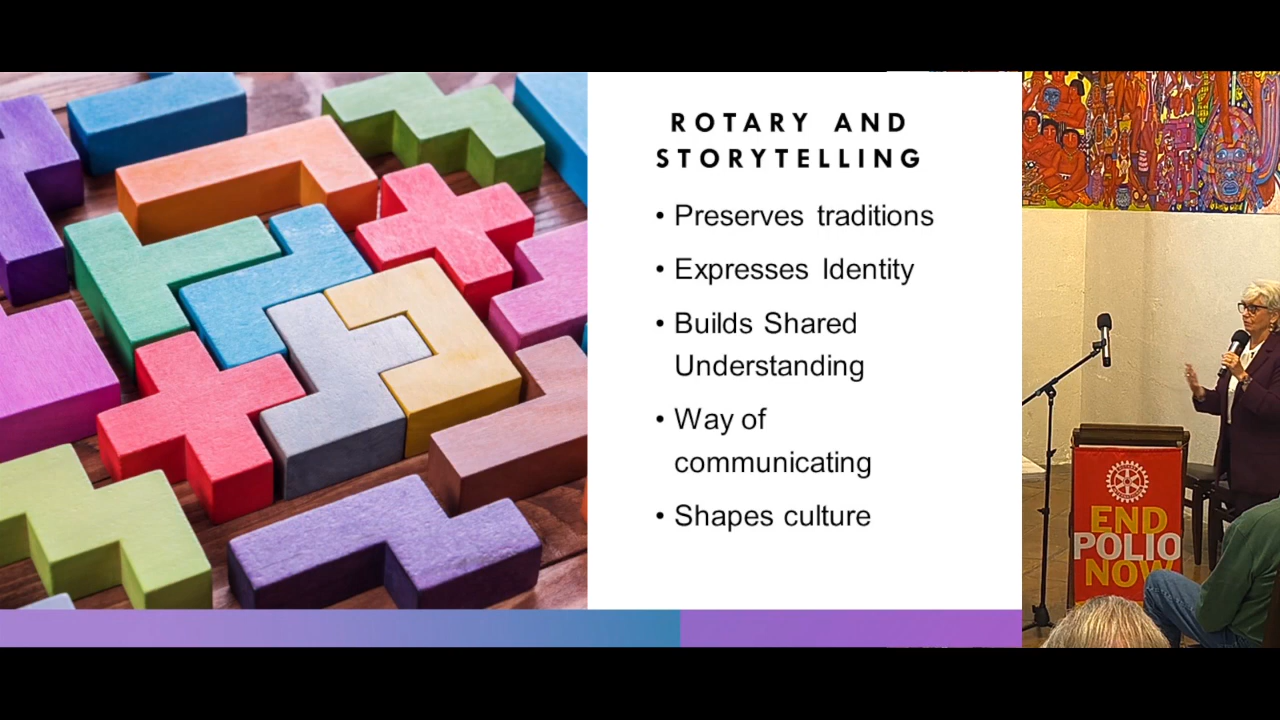 ROTARY AND
STORYTELLING
• Preserves traditions
• Expresses Identity
• Builds Shared
Understanding
• Way of
communicating
• Shapes culture
END
POLIO
NOW